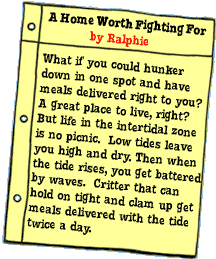 A Home Worth Fighting For
by Ralphie
What if you could hunker
down in one spot and have
meals delivered right to you?
A great place to live, right?
But life in the intertidal zone
is no picnic.  Low tides leave
you high and dry. Then when
the tide rises, you get battered
by waves.  Critter that can
hold on tight and clam up get
meals delivered with the tide
twice a day.